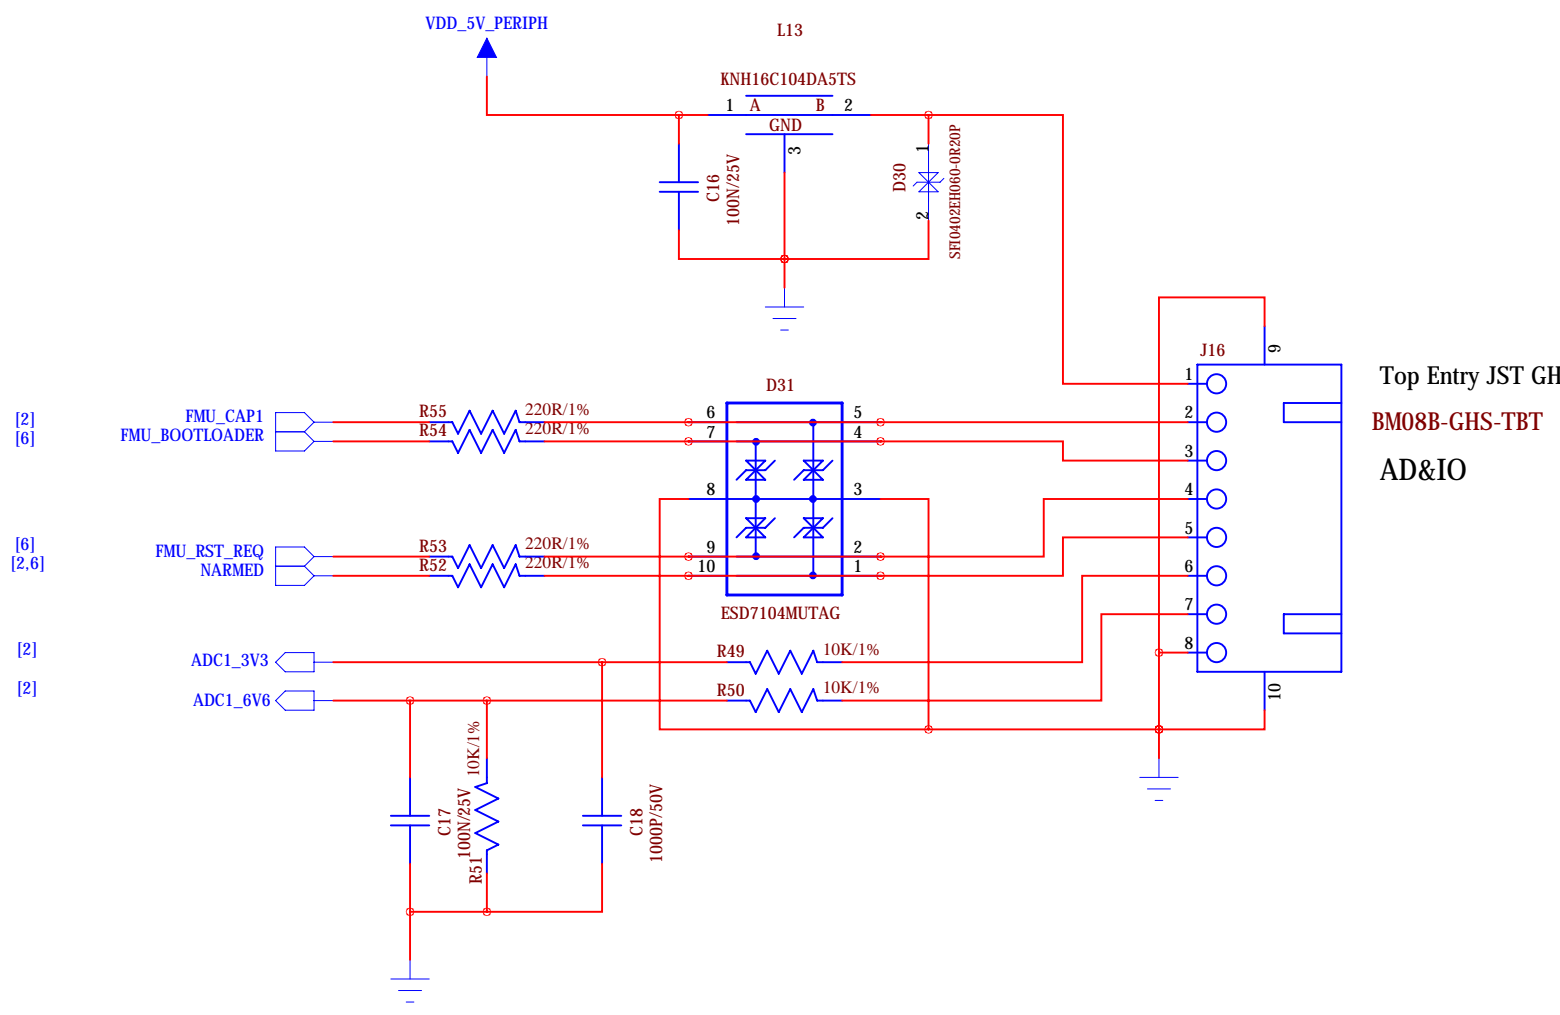 VDD_5V_PERIPH
L13
KNH16C104DA5TS
1 A B 2
GND
3
C16
100N/25V
1
D30
2
SFI0402EH060-0R20P
J16
9
1
2
3
4
5
6
7
8
10
Top Entry JST GH
BM08B-GHS-TBT
AD&IO
D31
[2] FMU_CAP1 R55 220R/1% 6 5
[6] FMU_BOOTLOADER R54 220R/1% 7 4
8 3
[6] FMU_RST_REQ R53 220R/1% 9 2
[2,6] NARMED R52 220R/1% 10 1
ESD7104MUTAG
[2] ADC1_3V3 R49 10K/1%
[2] ADC1_6V6 R50 10K/1%
C17
100N/25V
10K/1%
R51
C18
1000P/50V